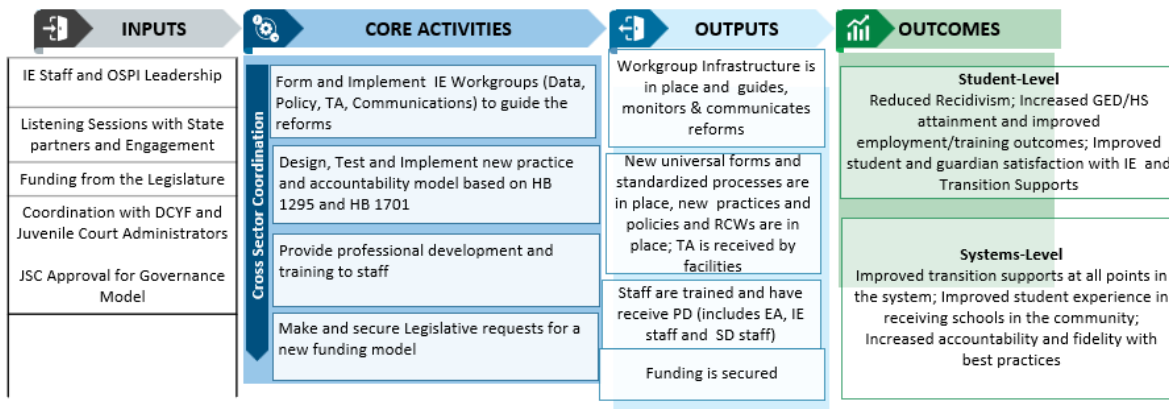 INPUTS
IE Staff and OSPI Leadership
Listening Sessions with State
partners and Engagement
Funding from the Legislature
Coordination with DCYF and
Juvenile Court Administrators
JSC Approval for Governance
Model
CORE ACTIVITIES
Cross Sector Coordination
Form and Implement IE Workgroups (Data,
Policy, TA, Communications) to guide the
reforms
Design, Test and Implement new practice
and accountability model based on HB
1295 and HB 1701
Provide professional development and
training to staff
Make and secure Legislative requests for a
new funding model
OUTPUTS
Workgroup Infrastructure is
in place and guides,
monitors & communicates
reforms
New universal forms and
standardized processes are
in place, new practices and
policies and RCWs are in
place; TA is received by
facilities
Staff are trained and have
receive PD (includes EA, IE
staff and SD staff)
Funding is secured
OUTCOMES
Student-Level
Reduced Recidivism; Increased GED/HS
attainment and improved
employment/training outcomes; Improved
student and guardian satisfaction with IE and
Transition Supports
Systems-Level
Improved transition supports at all points in
the system; Improved student experience in
receiving schools in the community;
Increased accountability and fidelity with
best practices